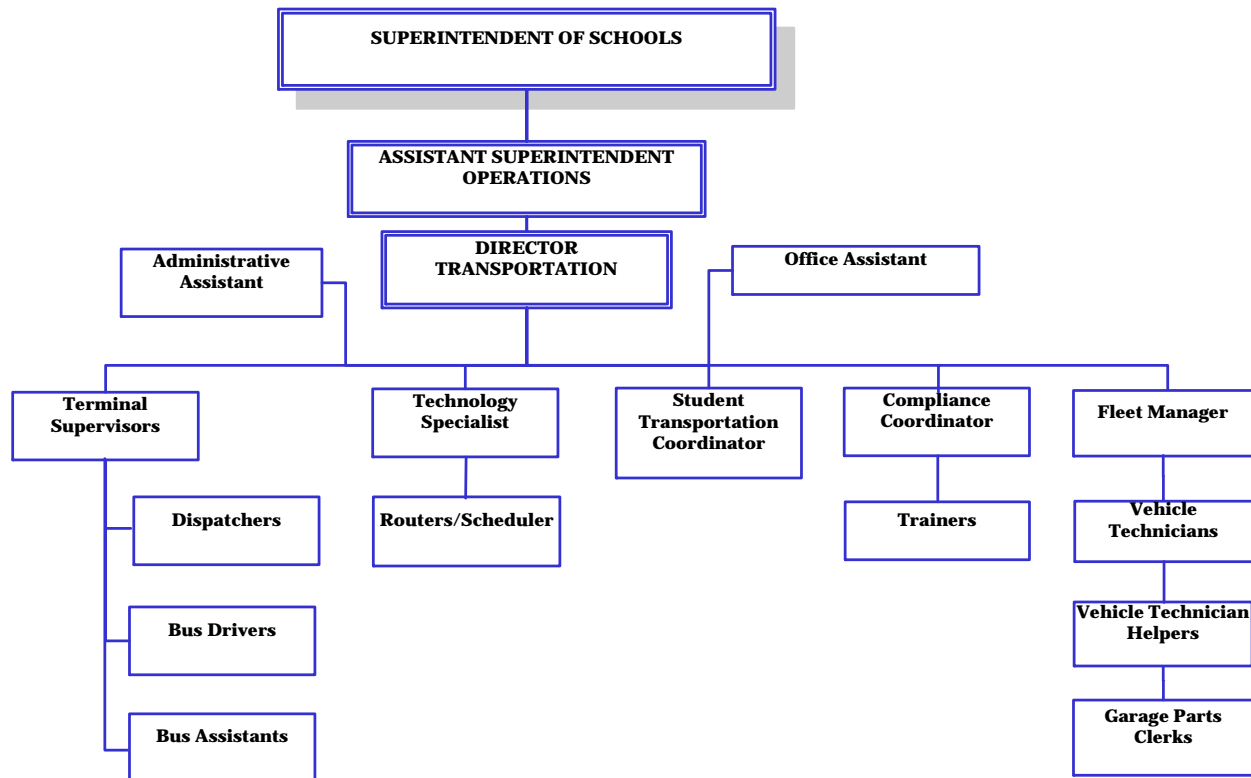 SUPERINTENDENT OF SCHOOLS
ASSISTANT SUPERINTENDENT
OPERATIONS
DIRECTOR
TRANSPORTATION
Administrative
Assistant
Office Assistant
Terminal
Supervisors
Technology
Specialist
Student
Transportation
Coordinator
Compliance
Coordinator
Fleet Manager
Dispatchers
Routers/Scheduler
Trainers
Vehicle
Technicians
Bus Drivers
Vehicle Technician
Helpers
Bus Assistants
Garage Parts
Clerks